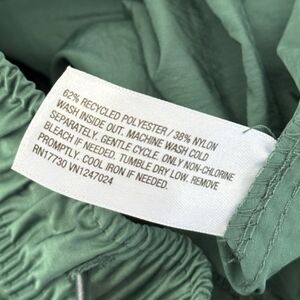 62% RECYCLED POLYESTER / 38% NYLON
WASH INSIDE OUT. MACHINE WASH COLD
SEPARATELY. GENTLE CYCLE. ONLY NON-CHLORINE
BLEACH IF NEEDED. TUMBLE DRY LOW. REMOVE
PROMPTLY. COOL IRON IF NEEDED.
RN17730 VN1247024